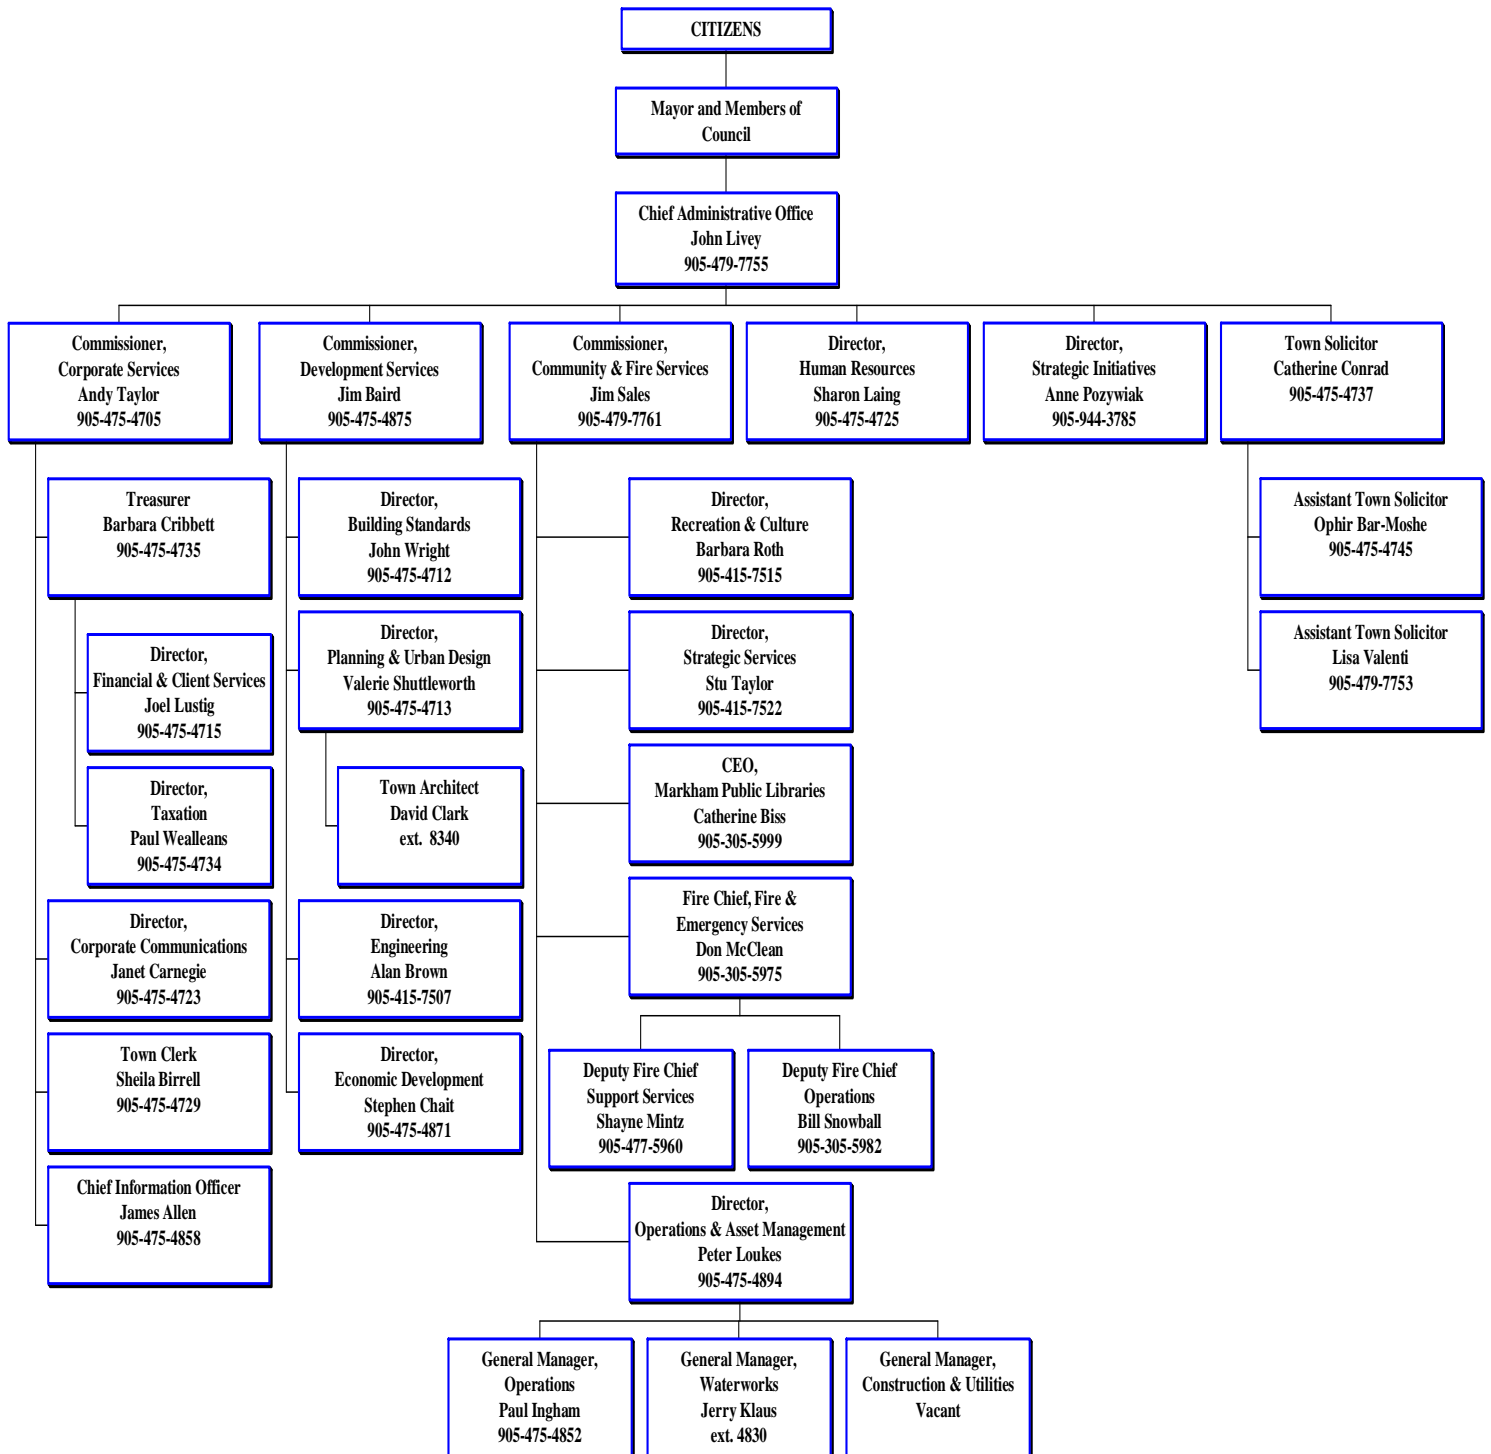 CITIZENS
Mayor and Members of
Council
Chief Administrative Office
John Livey
905-479-7755
Commissioner,
Corporate Services
Andy Taylor
905-475-4705
Commissioner,
Development Services
Jim Baird
905-475-4875
Commissioner,
Community & Fire Services
Jim Sales
905-479-7761
Director,
Human Resources
Sharon Laing
905-475-4725
Director,
Strategic Initiatives
Anne Pozywiak
905-944-3785
Town Solicitor
Catherine Conrad
905-475-4737
Treasurer
Barbara Cribbett
905-475-4735
Director,
Financial & Client Services
Joel Lustig
905-475-4715
Director,
Taxation
Paul Wealleans
905-475-4734
Director,
Corporate Communications
Janet Carnegie
905-475-4723
Town Clerk
Sheila Birrell
905-475-4729
Chief Information Officer
James Allen
905-475-4858
Director,
Building Standards
John Wright
905-475-4712
Director,
Planning & Urban Design
Valerie Shuttleworth
905-475-4713
Town Architect
David Clark
ext. 8340
Director,
Engineering
Alan Brown
905-415-7507
Director,
Economic Development
Stephen Chait
905-475-4871
Director,
Recreation & Culture
Barbara Roth
905-415-7515
Director,
Strategic Services
Stu Taylor
905-415-7522
CEO,
Markham Public Libraries
Catherine Biss
905-305-5999
Fire Chief, Fire &
Emergency Services
Don McClean
905-305-5975
Deputy Fire Chief
Support Services
Shayne Mintz
905-477-5960
Deputy Fire Chief
Operations
Bill Snowball
905-305-5982
Director,
Operations & Asset Management
Peter Loukes
905-475-4894
General Manager,
Operations
Paul Ingham
905-475-4852
General Manager,
Waterworks
Jerry Klaus
ext. 4830
General Manager,
Construction & Utilities
Vacant
Assistant Town Solicitor
Ophir Bar-Moshe
905-475-4745
Assistant Town Solicitor
Lisa Valenti
905-479-7753